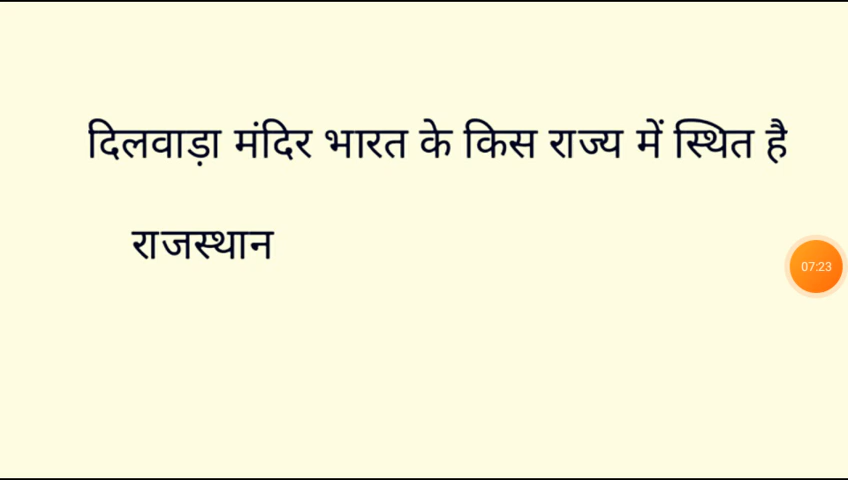 दिलवाड़ा मंदिर भारत के किस राज्य में स्थित है
राजस्थान
07:23